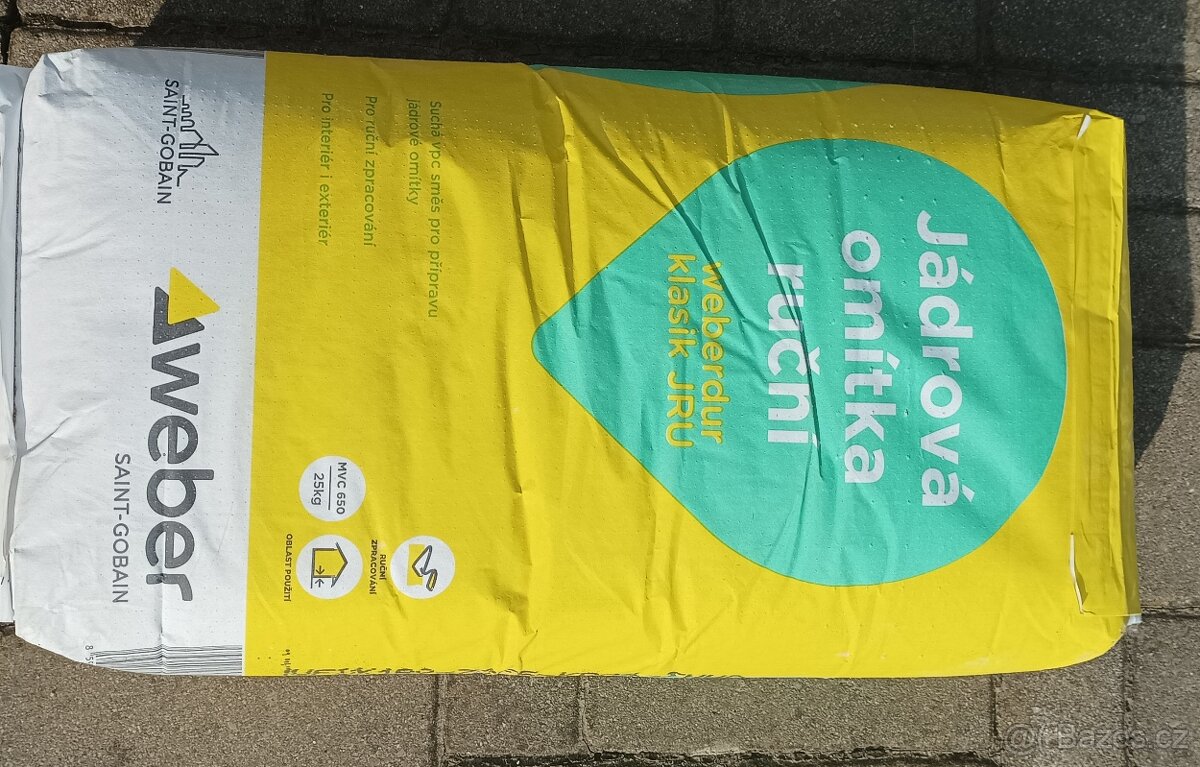 Jádrová
omítka
ruční
weberdur
klasik JRU
Suchá vpc směs pro přípravu
jádrové omítky
Pro ruční zpracování
Pro interiér i exteriér
RUČNÍ
ZPRACOVÁNÍ
MVC 650
25kg
OBLAST POUŽITÍ
SAINT-GOBAIN
weber
SAINT-GOBAIN